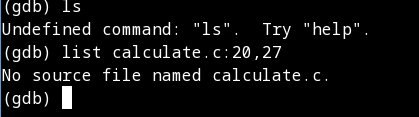 (gdb) ls
Undefined command: "ls".  Try "help".
(gdb) list calculate.c:20,27
No source file named calculate.c.
(gdb)